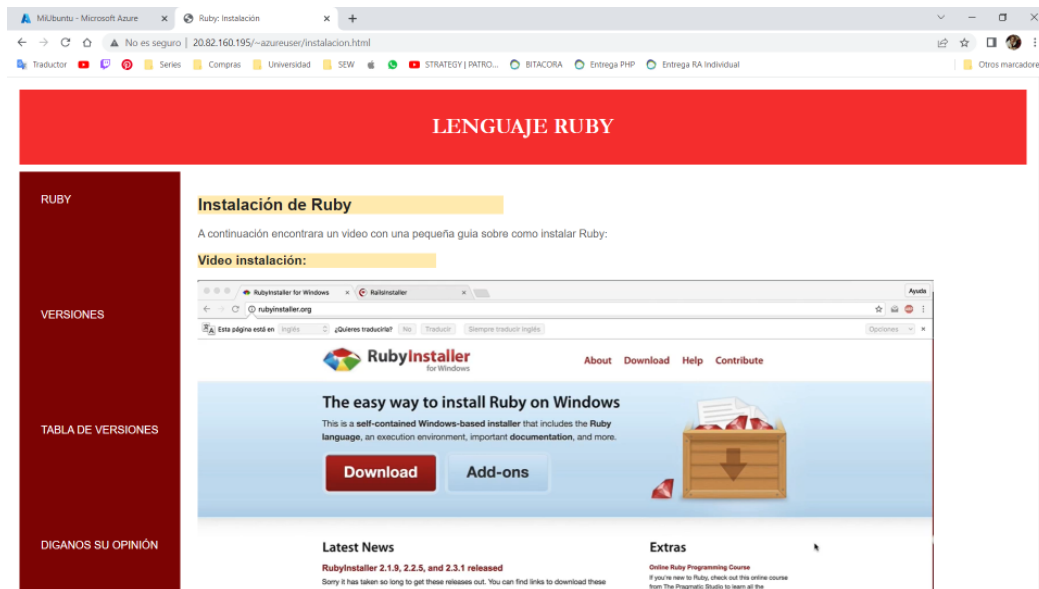 MiUbuntu - Microsoft Azure
Ruby: Instalación
No es seguro | 20.82.160.195/~azureuser/instalacion.html
Traductor Series Compras Universidad SEW STRATEGY | PATRO... BITACORA Entrega PHP Entrega RA Individual Otros marcadores
LENGUAJE RUBY
RUBY
VERSIONES
TABLA DE VERSIONES
DIGANOS SU OPINIÓN
Instalación de Ruby
A continuación encontrara un video con una pequeña guia sobre como instalar Ruby:
Video instalación:
RubyInstaller for Windows RailsInstaller Ayuda
rubyinstaller.org
Esta página está en Inglés ¿Quieres traducirla? No Traducir Siempre traducir inglés Opciones
RubyInstaller
for Windows
About Download Help Contribute
The easy way to install Ruby on Windows
This is a self-contained Windows-based installer that includes the Ruby
language, an execution environment, important documentation, and more.
Download Add-ons
Latest News
RubyInstaller 2.1.9, 2.2.5, and 2.3.1 released
Sorry it has taken so long to get these releases out. You can find links to download these
Extras
Online Ruby Programming Course
If you're new to Ruby, check out this online course
from The Pragmatic Studio to learn all the